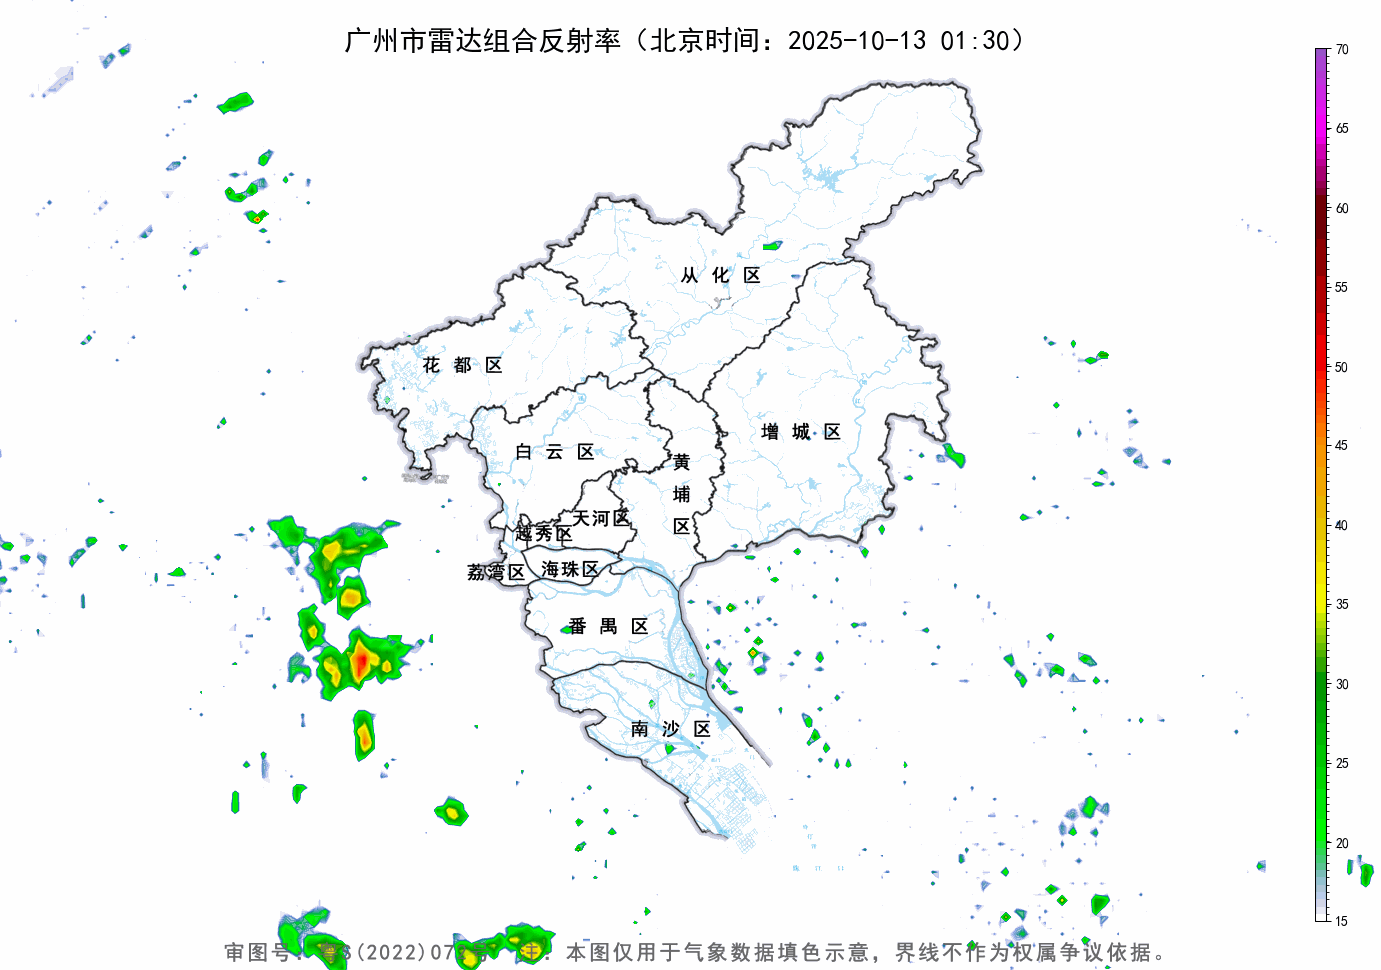 广州市雷达组合反射率（北京时间：2025-10-13 01:30）
70
65
60
55
50
45
40
35
30
25
20
15
从化区
花都区
增城区
白云区
黄埔区
天河区
越秀区
荔湾区
海珠区
番禺区
南沙区
审图号：粤S(2022)07 号 注：本图仅用于气象数据填色示意，界线不作为权属争议依据。